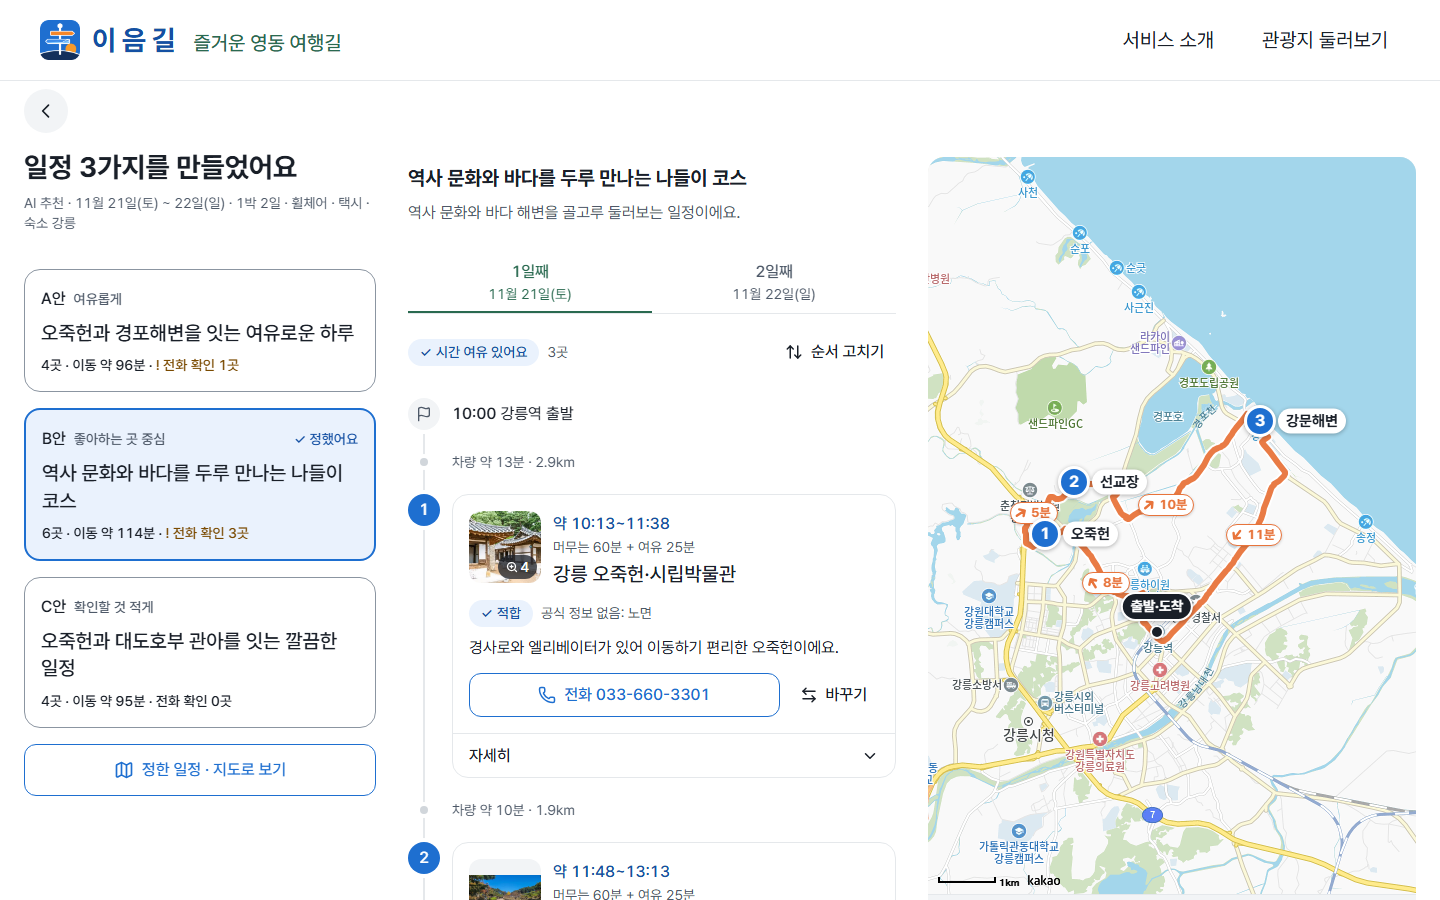 이음길 즐거운 영동 여행길
서비스 소개
관광지 둘러보기
일정 3가지를 만들었어요
AI 추천 · 11월 21일(토) ~ 22일(일) · 1박 2일 · 휠체어 · 택시 ·
숙소 강릉
A안 여유롭게
오죽헌과 경포해변을 잇는 여유로운 하루
4곳 · 이동 약 96분 · ! 전화 확인 1곳
B안 좋아하는 곳 중심
정했어요
역사 문화와 바다를 두루 만나는 나들이
코스
6곳 · 이동 약 114분 · ! 전화 확인 3곳
C안 확인할 것 적게
오죽헌과 대도호부 관아를 잇는 깔끔한
일정
4곳 · 이동 약 95분 · 전화 확인 0곳
정한 일정 · 지도로 보기
역사 문화와 바다를 두루 만나는 나들이 코스
역사 문화와 바다 해변을 골고루 둘러보는 일정이에요.
1일째
11월 21일(토)
2일째
11월 22일(일)
시간 여유 있어요
3곳
순서 고치기
10:00 강릉역 출발
차량 약 13분 · 2.9km
1
4
약 10:13~11:38
머무는 60분 + 여유 25분
강릉 오죽헌·시립박물관
적합
공식 정보 없음: 노면
경사로와 엘리베이터가 있어 이동하기 편리한 오죽헌이에요.
전화 033-660-3301
바꾸기
자세히
차량 약 10분 · 1.9km
2
약 11:48~13:13
머무는 60분 + 여유 25분
사천
순포
순긋
사근진
라카이
샌드파인
경포도립공원
샌드파인GC
경포호
경포천
3
강문해변
2
선교장
10분
5분
1
오죽헌
11분
송정
8분
출발·도착
강릉역
강원대학교
강릉캠퍼스
강릉고려병원
강릉남대천
강릉소방서
강릉시외
버스터미널
강릉시청
강원특별자치도
강릉의료원
7
가톨릭관동대학교
강릉캠퍼스
1km
kakao